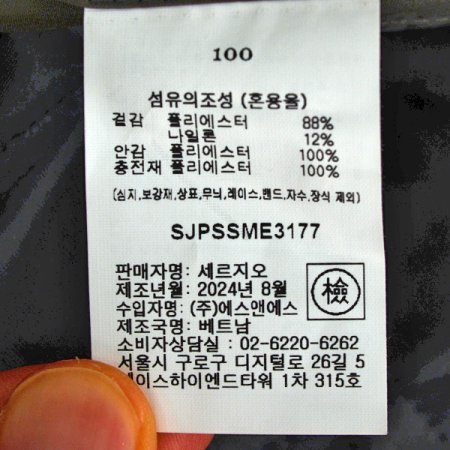 100
섬유의조성 (혼용율)
겉감 폴리에스터 88%
나일론 12%
안감 폴리에스터 100%
충전재 폴리에스터 100%
(심지,보강재,상표,무늬,레이스,밴드,자수,장식 제외)
SJPSSME3177
판매자명: 세르지오
제조년월: 2024년 8월
수입자명: (주)에스앤에스
제조국명: 베트남
檢
소비자상담실 : 02-6220-6262
서울시 구로구 디지털로 26길 5
에이스하이엔드타워 1차 315호